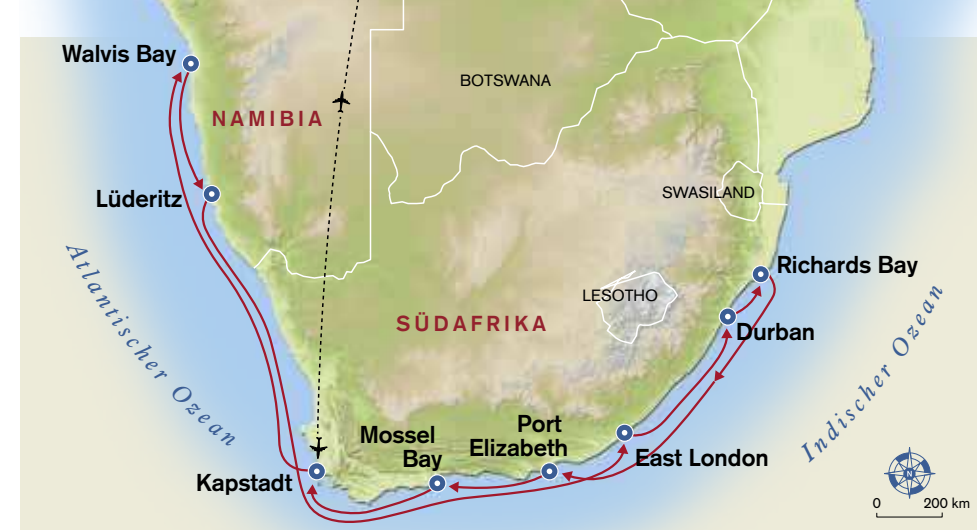 Walvis Bay
BOTSWANA
NAMIBIA
SWASILAND
Lüderitz
Richards Bay
LESOTHO
SÜDAFRIKA
Durban
Atlantischer Ozean
Indischer Ozean
Mossel
Bay
Port
Elizabeth
East London
Kapstadt
N
0 200 km